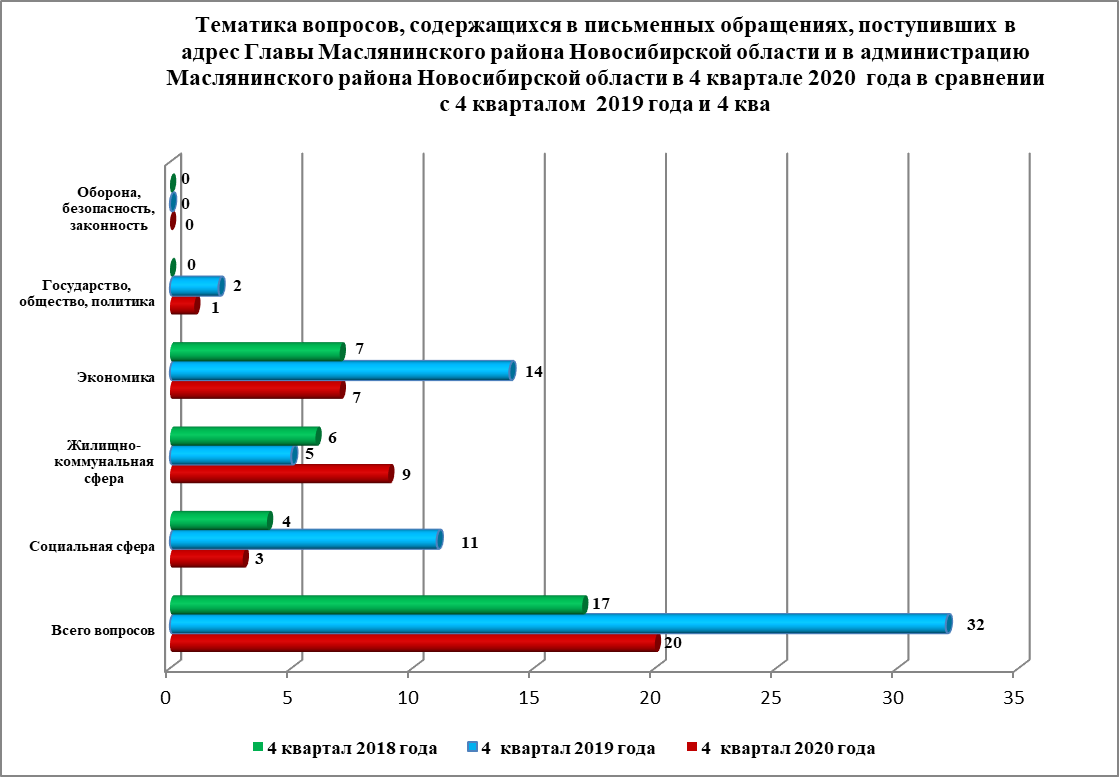 Тематика вопросов, содержащихся в письменных обращениях, поступивших в
адрес Главы Маслянинского района Новосибирской области и в администрацию
Маслянинского района Новосибирской области в 4 квартале 2020 года в сравнении
с 4 кварталом 2019 года и 4 ква
Оборона,
безопасность,
законность
0
0
0
Государство,
общество, политика
0
2
1
Экономика
7
14
7
Жилищно-
коммунальная
сфера
6
5
9
Социальная сфера
4
11
3
Всего вопросов
17
32
20
0 5 10 15 20 25 30 35
4 квартал 2018 года 4 квартал 2019 года 4 квартал 2020 года